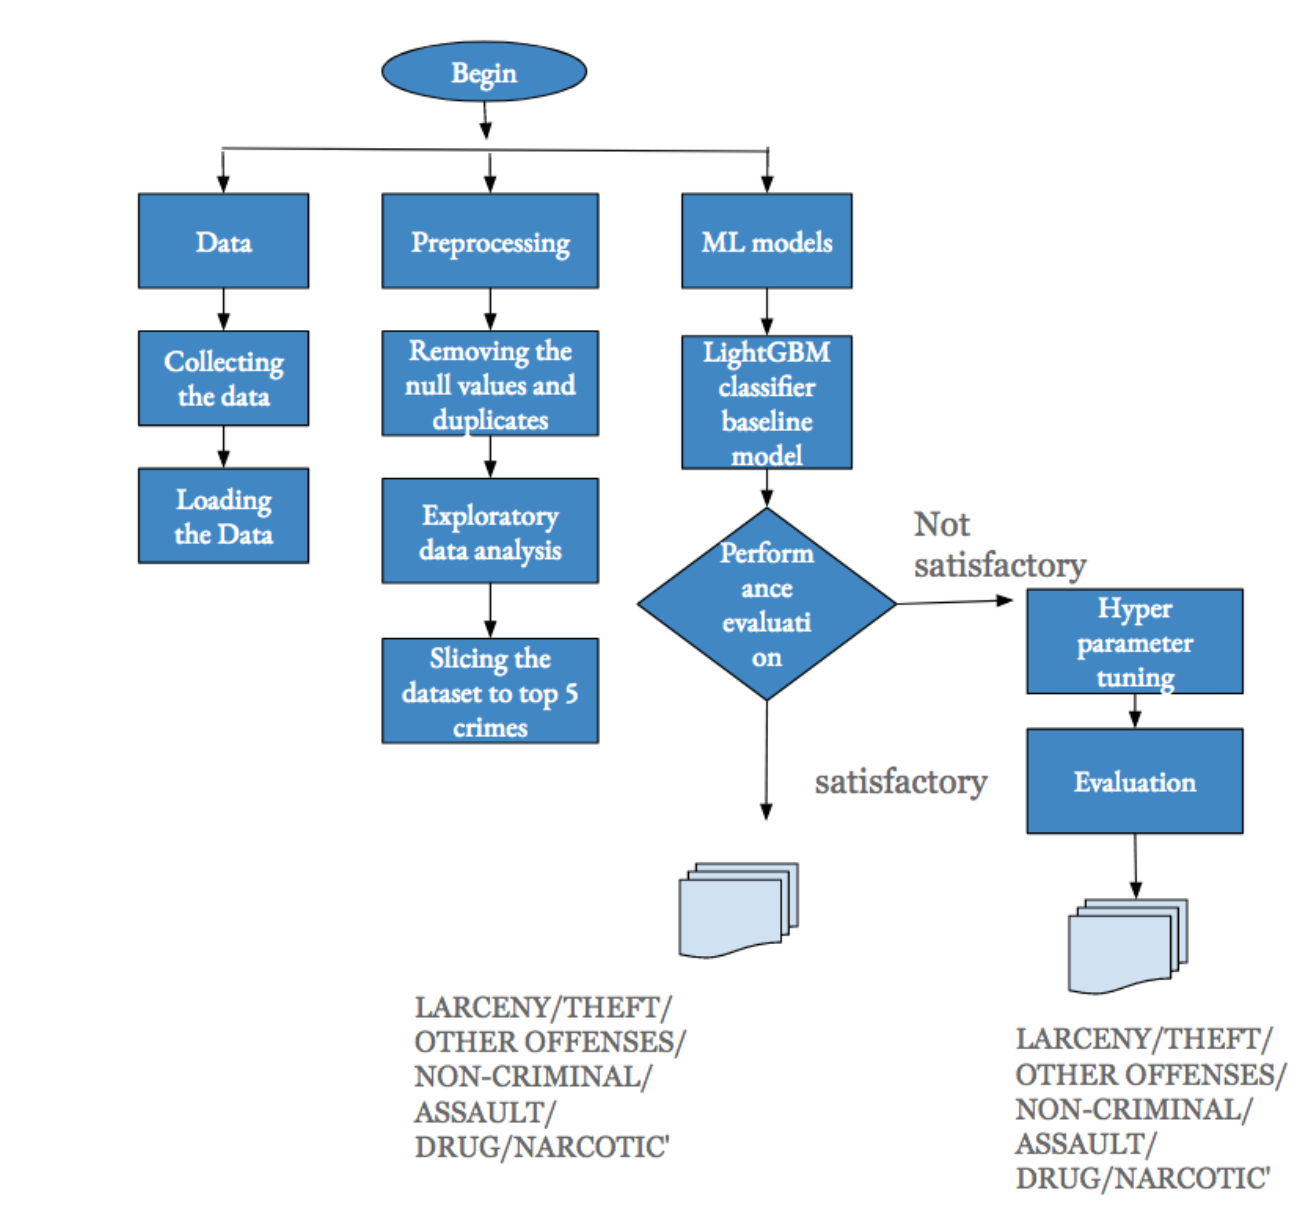 Begin
Data
Preprocessing
ML models
Collecting
the data
Removing the
null values and
duplicates
LightGBM
classifier
baseline
model
Loading
the Data
Exploratory
data analysis
Perform
ance
evaluati
on
Not
satisfactory
Slicing the
dataset to top 5
crimes
Hyper
parameter
tuning
satisfactory
Evaluation
LARCENY/THEFT/
OTHER OFFENSES/
NON-CRIMINAL/
ASSAULT/
DRUG/NARCOTIC'
LARCENY/THEFT/
OTHER OFFENSES/
NON-CRIMINAL/
ASSAULT/
DRUG/NARCOTIC'